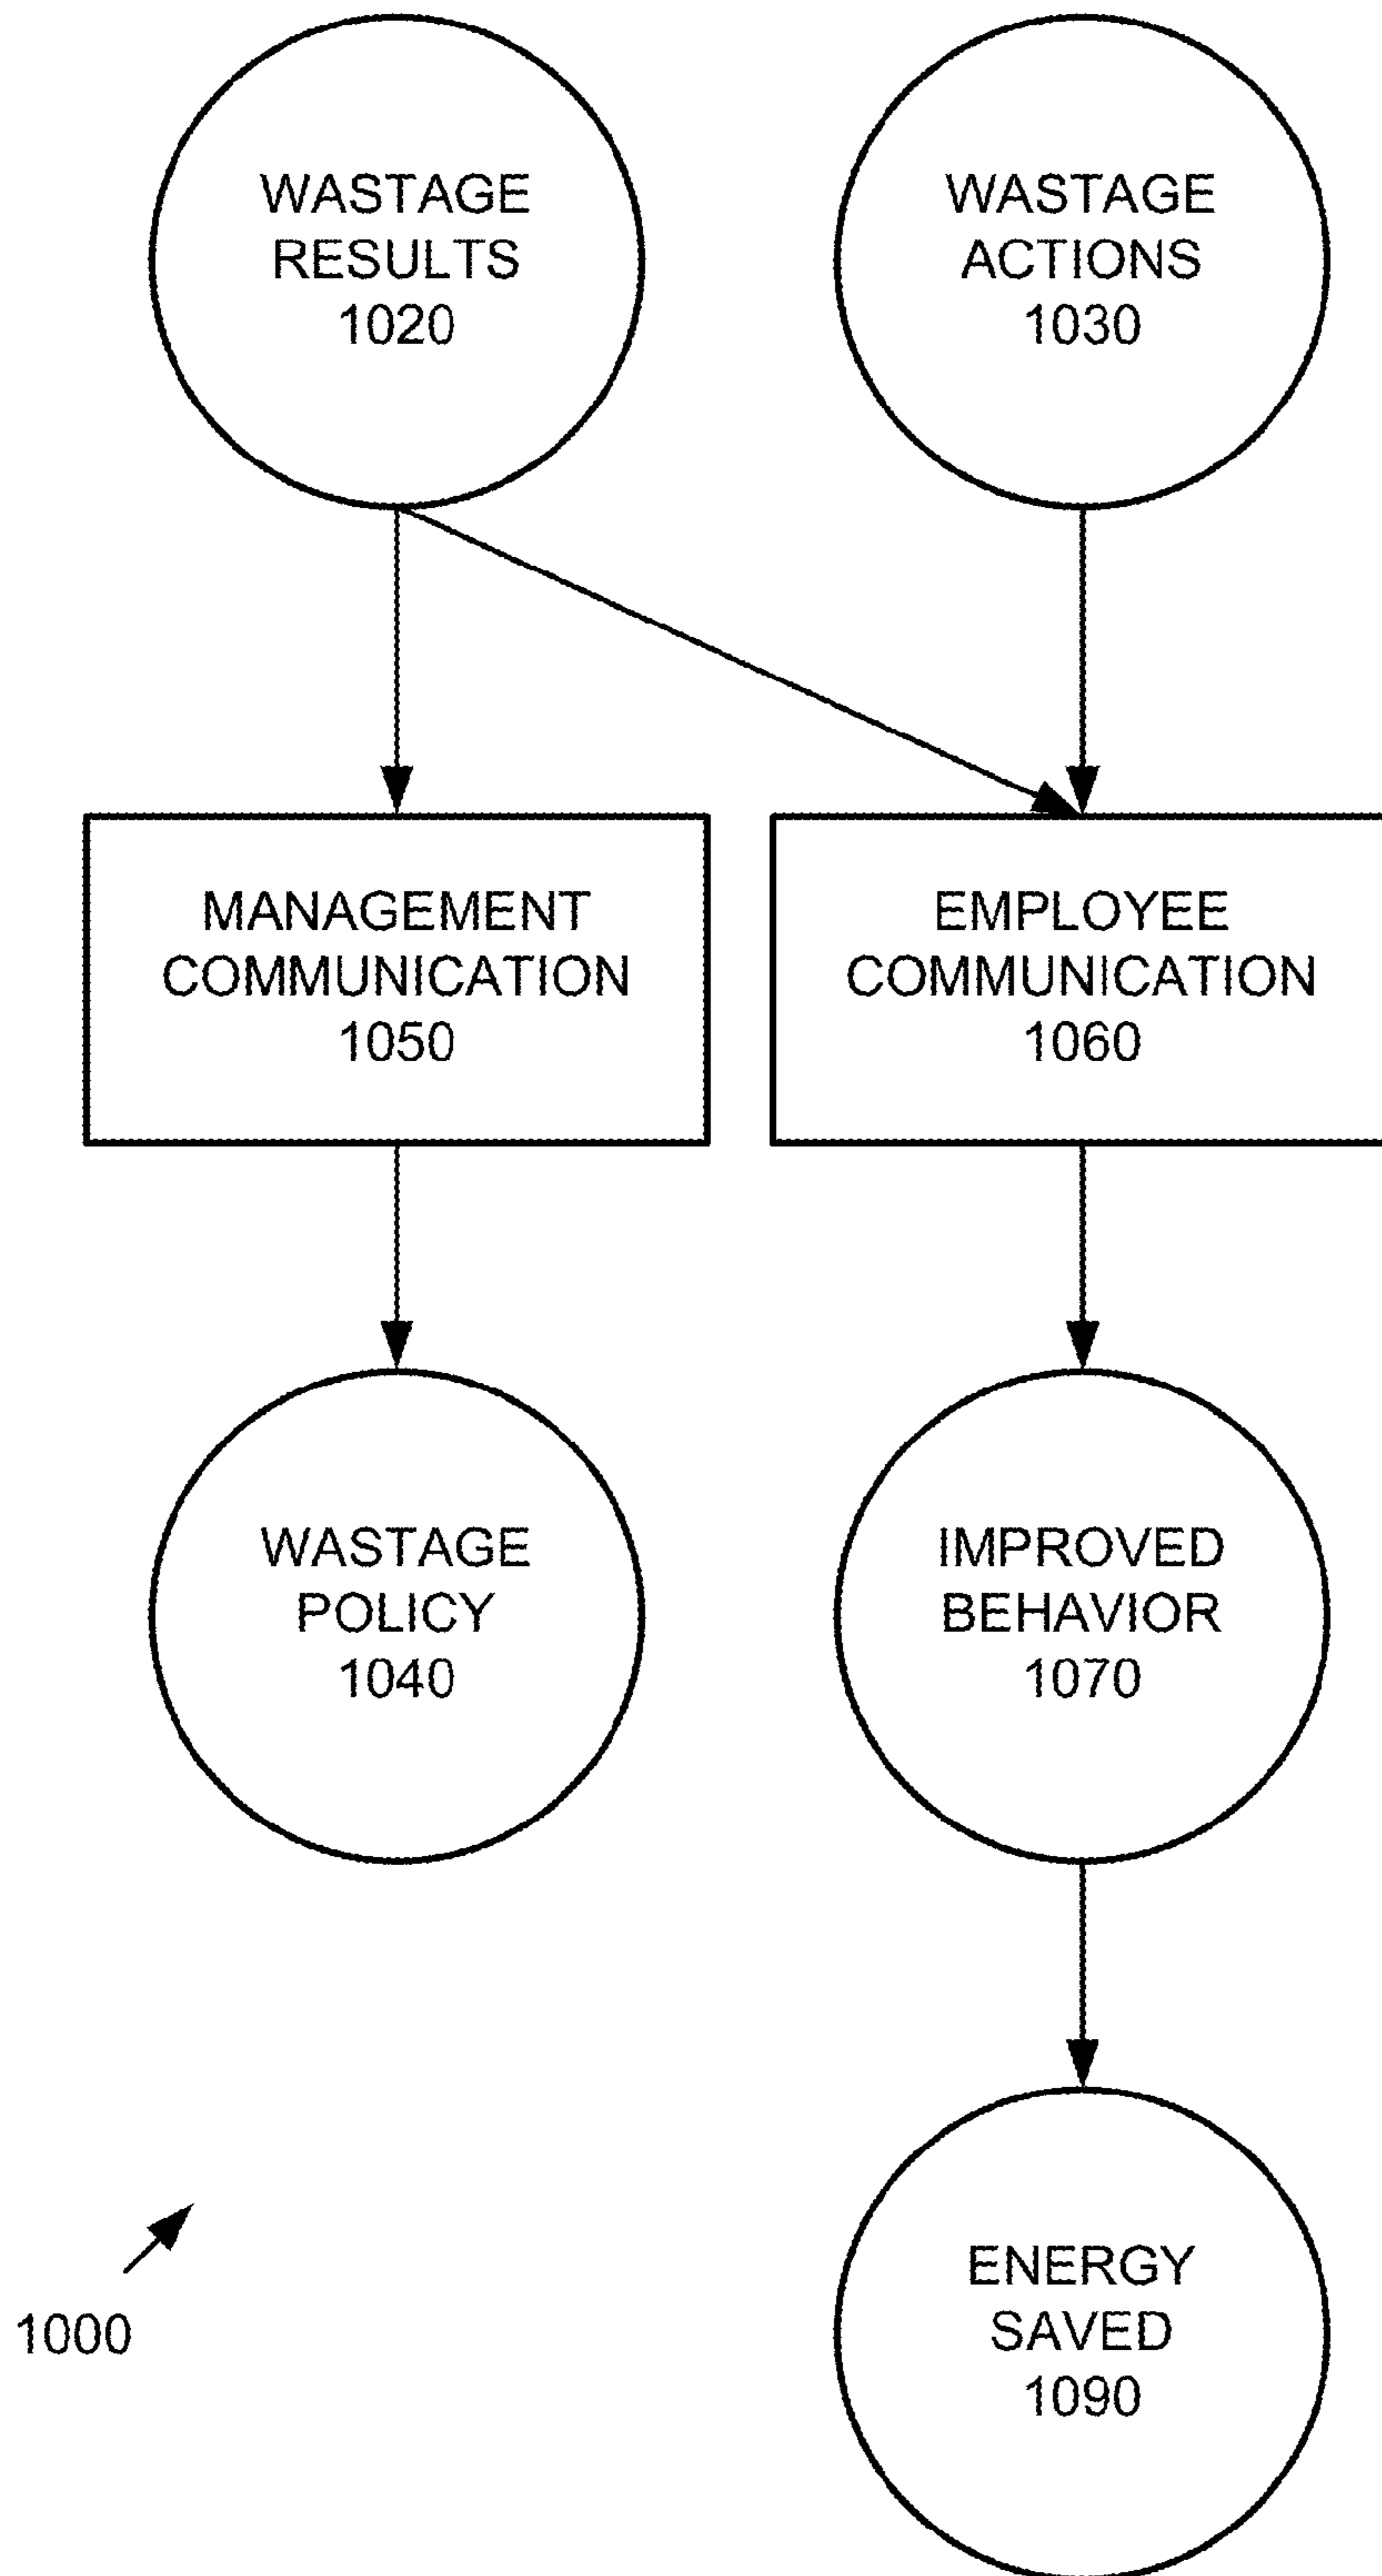 WASTAGE
RESULTS
1020
WASTAGE
ACTIONS
1030
MANAGEMENT
COMMUNICATION
1050
EMPLOYEE
COMMUNICATION
1060
WASTAGE
POLICY
1040
IMPROVED
BEHAVIOR
1070
ENERGY
SAVED
1090
1000